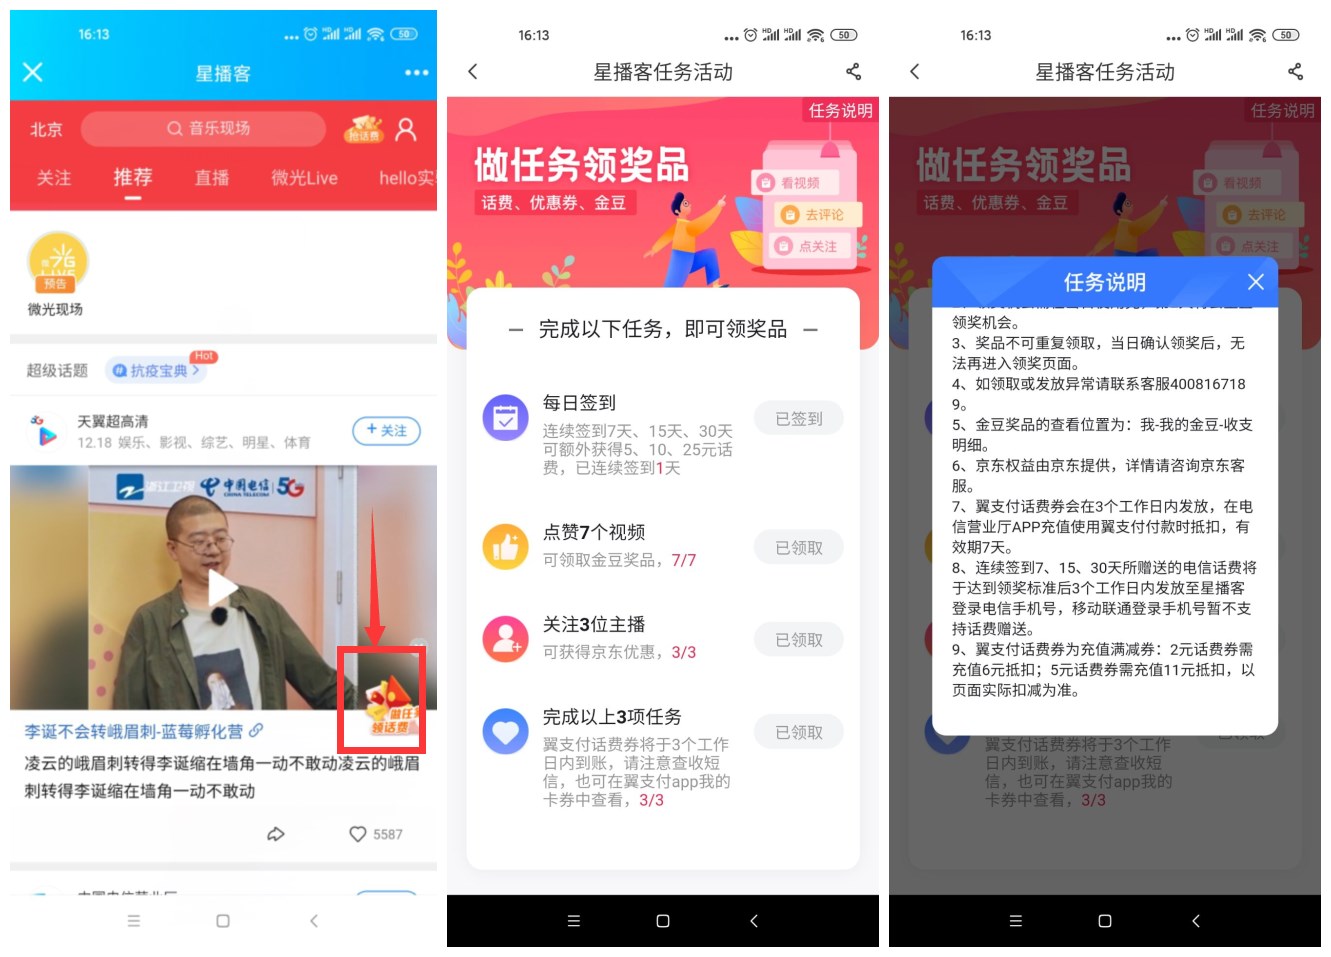 16:13
HD
HD
50
星播客
北京
音乐现场
抢话费
关注
推荐
直播
微光Live
hello实
LIVE
预告
微光现场
超级话题
抗疫宝典
Hot
天翼超高清
12.18 娱乐、影视、综艺、明星、体育
+ 关注
浙江卫视
中国电信
CHINA TELECOM
5G
做任务
领话费
李诞不会转峨眉刺-蓝莓孵化营
凌云的峨眉刺转得李诞缩在墙角一动不敢动凌云的峨眉
刺转得李诞缩在墙角一动不敢动
5587
16:13
HD
HD
50
星播客任务活动
任务说明
做任务领奖品
话费、优惠券、金豆
看视频
去评论
点关注
完成以下任务，即可领奖品
每日签到
连续签到7天、15天、30天
可额外获得5、10、25元话
费，已连续签到1天
已签到
点赞7个视频
可领取金豆奖品，7/7
已领取
关注3位主播
可获得京东优惠，3/3
已领取
完成以上3项任务
翼支付话费券将于3个工作
日内到账，请注意查收短
信，也可在翼支付app我的
卡券中查看，3/3
已领取
16:13
HD
HD
50
星播客任务活动
任务说明
做任务领奖品
话费、优惠券、金豆
看视频
去评论
点关注
任务说明
领奖机会。
3、奖品不可重复领取，当日确认领奖后，无
法再进入领奖页面。
4、如领取或发放异常请联系客服400816718
9。
5、金豆奖品的查看位置为：我-我的金豆-收支
明细。
6、京东权益由京东提供，详情请咨询京东客
服。
7、翼支付话费券会在3个工作日内发放，在电
信营业厅APP充值使用翼支付付款时抵扣，有
效期7天。
8、连续签到7、15、30天所赠送的电信话费将
于达到领奖标准后3个工作日内发放至星播客
登录电信手机号，移动联通登录手机号暂不支
持话费赠送。
9、翼支付话费券为充值满减券：2元话费券需
充值6元抵扣；5元话费券需充值11元抵扣，以
页面实际扣减为准。
翼支付话费券将于3个工作
日内到账，请注意查收短
信，也可在翼支付app我的
卡券中查看，3/3